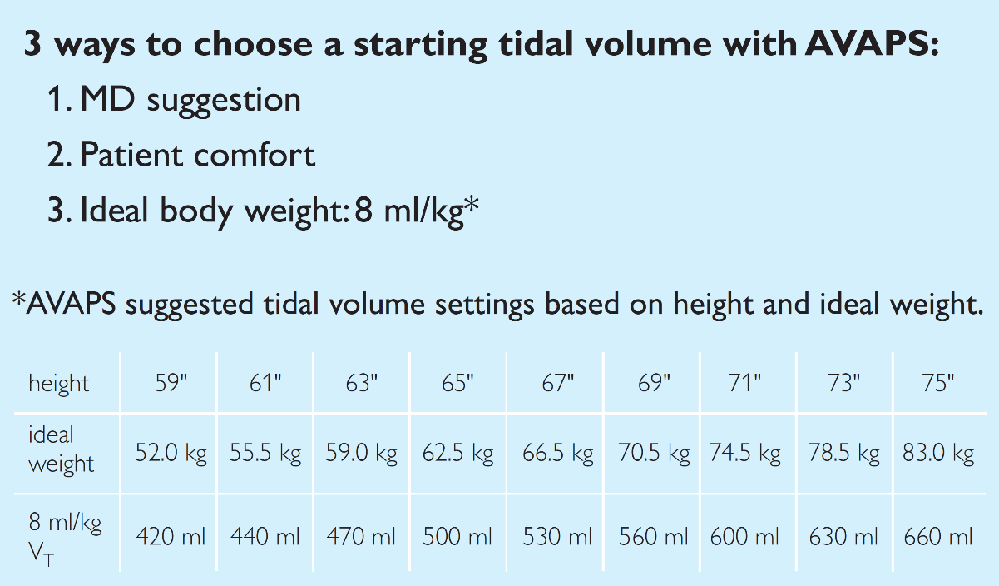 3 ways to choose a starting tidal volume with AVAPS:
1. MD suggestion
2. Patient comfort
3. Ideal body weight: 8 ml/kg*
*AVAPS suggested tidal volume settings based on height and ideal weight.
height 59" 61" 63" 65" 67" 69" 71" 73" 75"
ideal weight 52.0 kg 55.5 kg 59.0 kg 62.5 kg 66.5 kg 70.5 kg 74.5 kg 78.5 kg 83.0 kg
8 ml/kg VT 420 ml 440 ml 470 ml 500 ml 530 ml 560 ml 600 ml 630 ml 660 ml